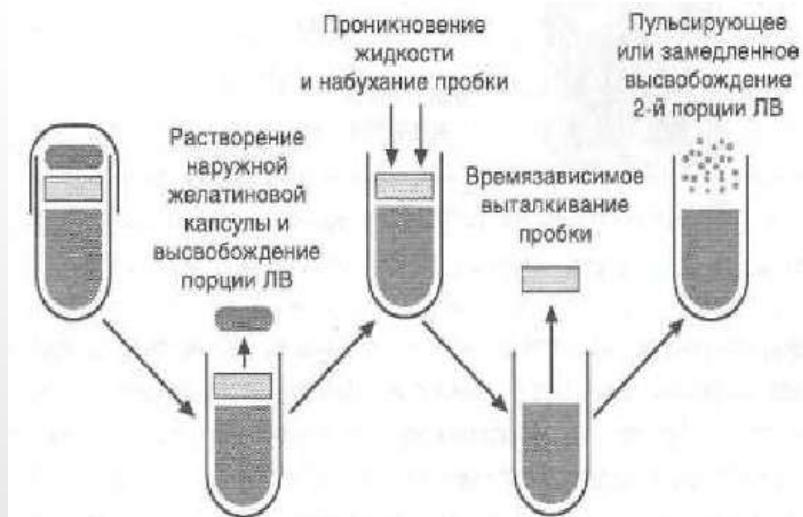 Проникновение
жидкости
и набухание пробки
Пульсирующее
или замедленное
высвобождение
2-й порции ЛВ
Растворение
наружной
желатиновой
капсулы и
высвобождение
порции ЛВ
Времязависимое
выталкивание
пробки